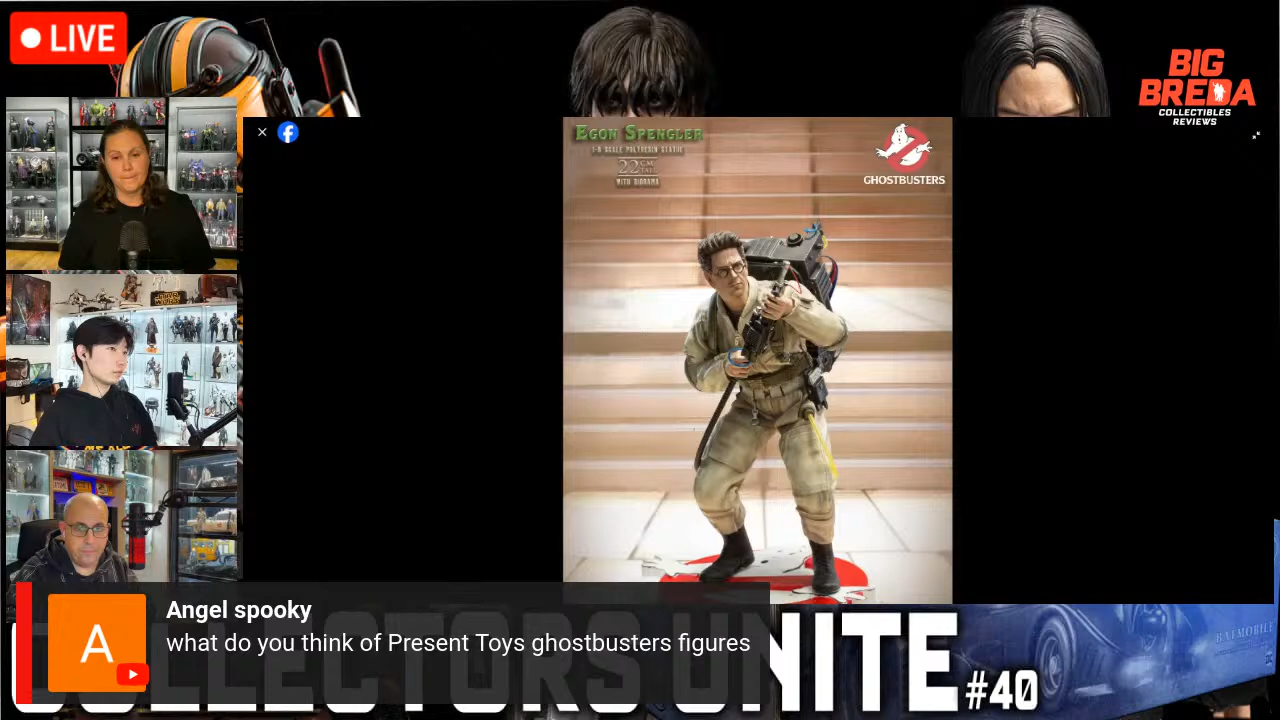 LIVE
BIG
BREDA
COLLECTIBLES
REVIEWS
EGON SPENGLER
1:8 SCALE POLYRESIN STATUE
22 CM
TALL
WITH DIORAMA
GHOSTBUSTERS
Angel spooky
what do you think of Present Toys ghostbusters figures
A
COLLECTORS UNITE #40
BATMOBILE